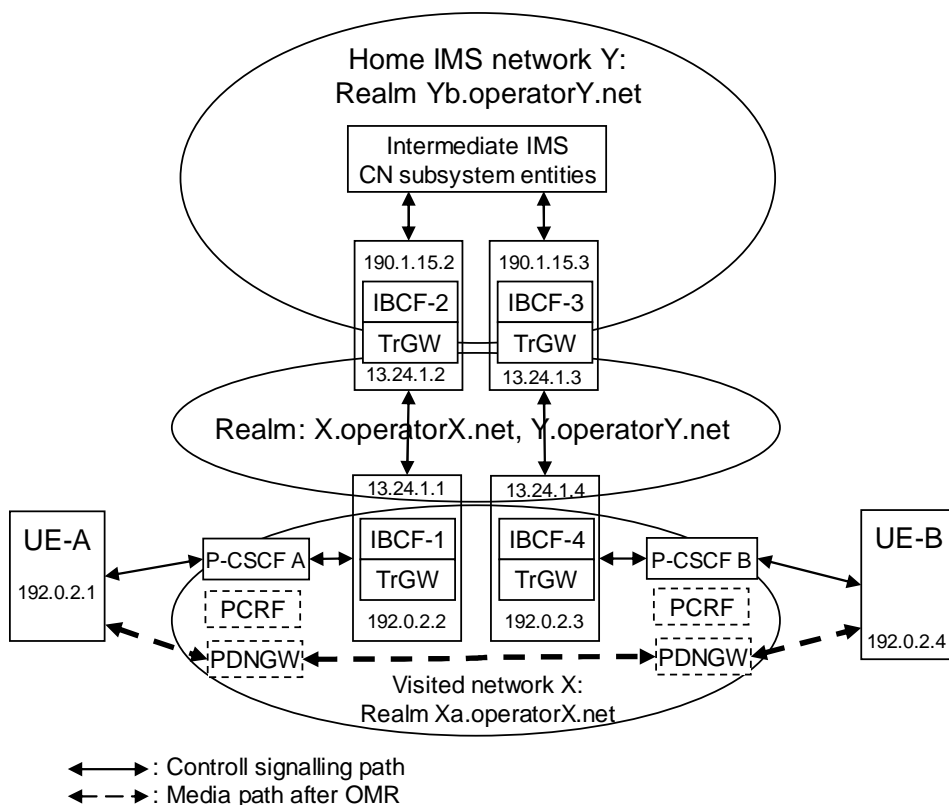 Home IMS network Y:
Realm Yb.operatorY.net
Intermediate IMS
CN subsystem entities
190.1.15.2
190.1.15.3
IBCF-2
IBCF-3
TrGW
TrGW
13.24.1.2
13.24.1.3
Realm: X.operatorX.net, Y.operatorY.net
13.24.1.1
13.24.1.4
UE-A
192.0.2.1
P-CSCF A
IBCF-1
IBCF-4
P-CSCF B
UE-B
192.0.2.4
PCRF
TrGW
TrGW
PCRF
192.0.2.2
192.0.2.3
PDNGW
PDNGW
Visited network X:
Realm Xa.operatorX.net
: Controll signalling path
: Media path after OMR